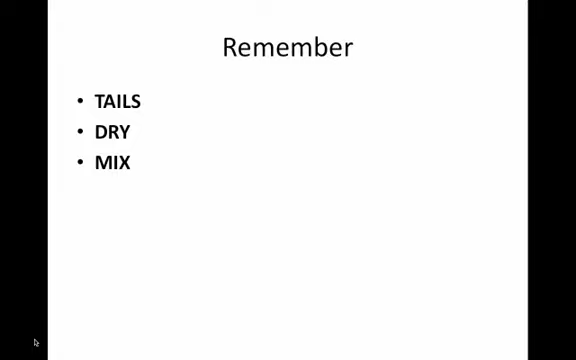 Remember
• TAILS
• DRY
• MIX